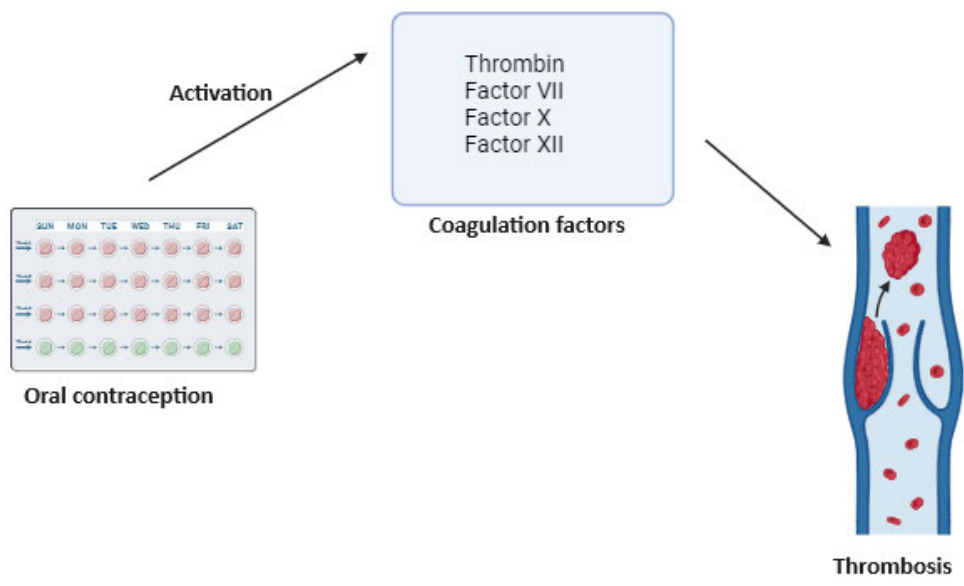 Activation
Thrombin
Factor VII
Factor X
Factor XII
Coagulation factors
SUN MON TUE WED THU FRI SAT
Oral contraception
Thrombosis